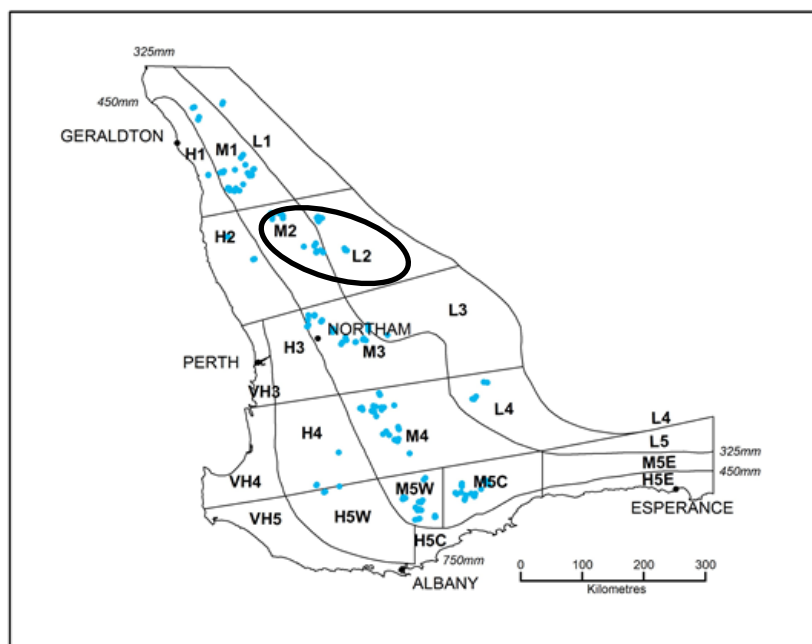 325mm
450mm
GERALDTON
H1
M1
L1
H2
M2
L2
L3
NORTHAM
H3
M3
PERTH
VH3
L4
L4
H4
M4
L5
325mm
M5E
450mm
VH4
M5W
M5C
H5E
ESPERANCE
VH5
H5W
H5C
750mm
ALBANY
0 100 200 300
Kilometres